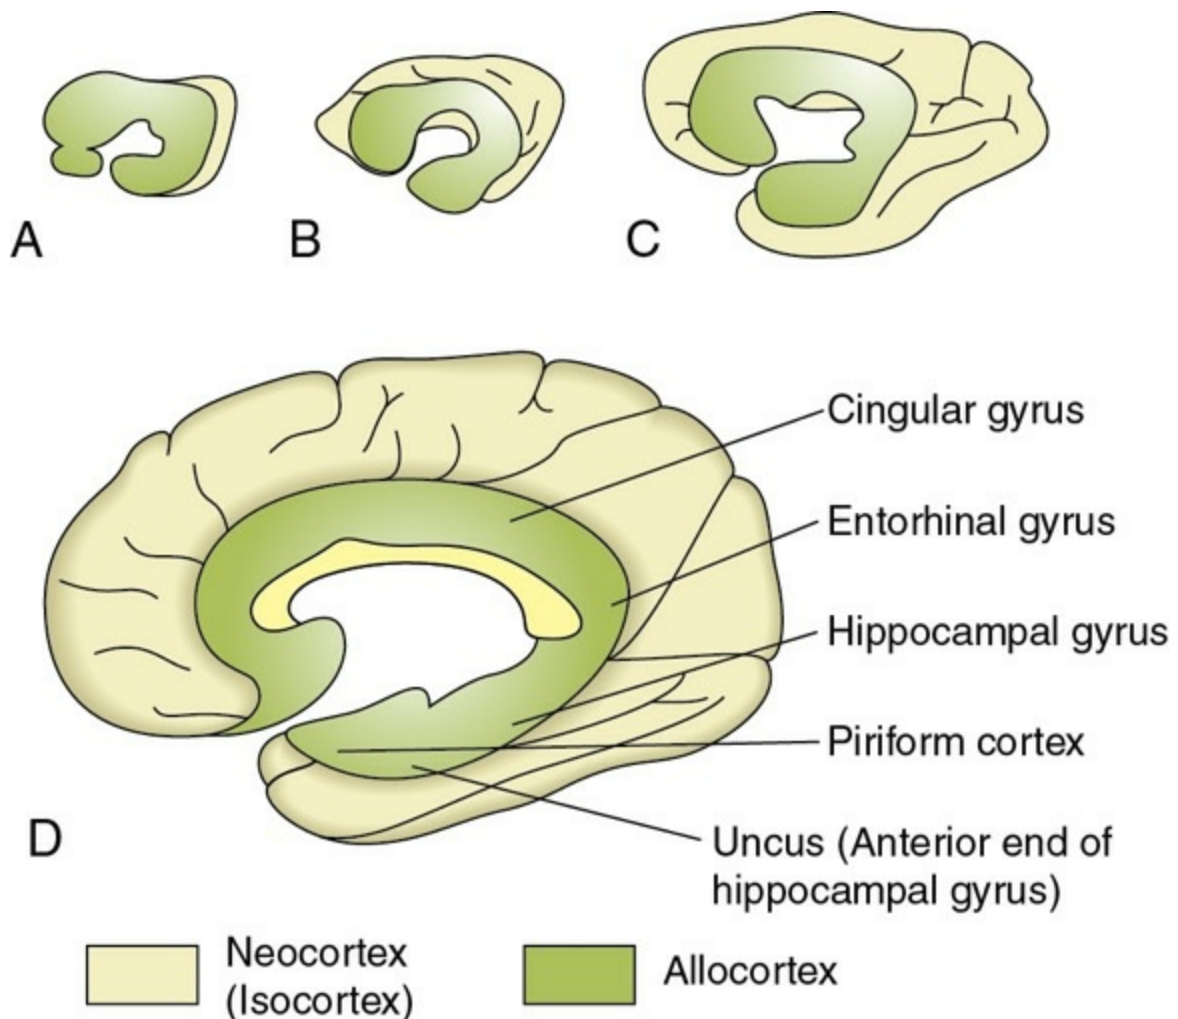 A
B
C
Cingular gyrus
Entorhinal gyrus
Hippocampal gyrus
Piriform cortex
Uncus (Anterior end of
hippocampal gyrus)
D
Neocortex
(Isocortex)
Allocortex